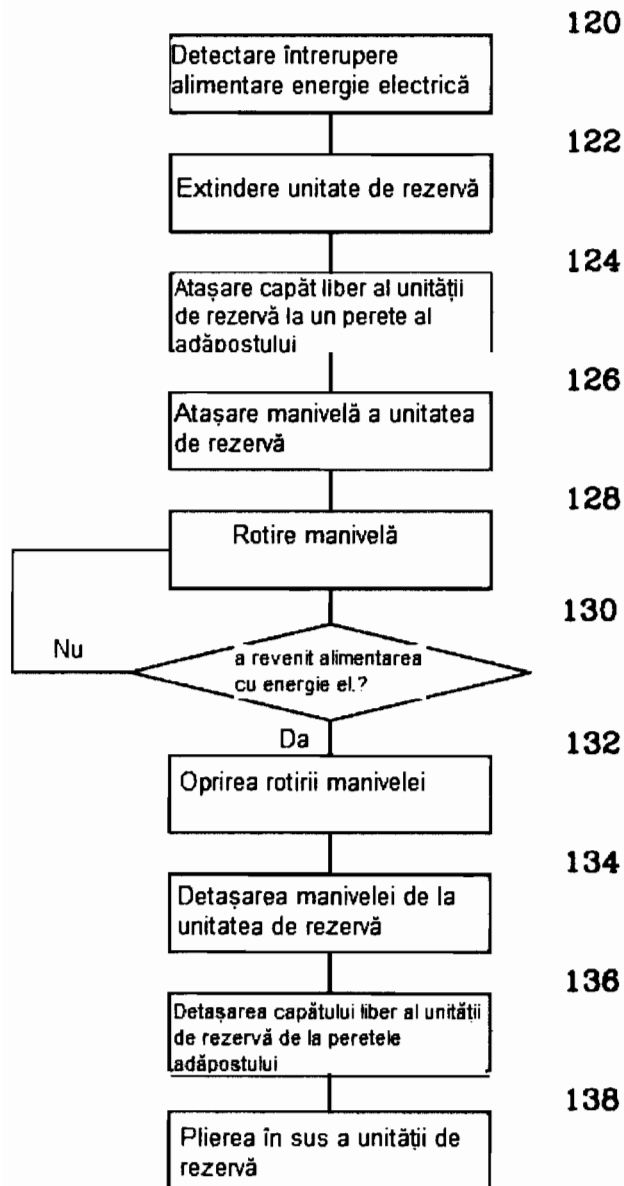 120
Detectare întrerupere
alimentare energie electrică
122
Extindere unitate de rezervă
124
Atașare capăt liber al unității
de rezervă la un perete al
adăpostului
126
Atașare manivelă a unitatea
de rezervă
128
Rotire manivelă
130
Nu
a revenit alimentarea
cu energie el.?
Da
132
Oprirea rotirii manivelei
134
Detașarea manivelei de la
unitatea de rezervă
136
Detașarea capătului liber al unității
de rezervă de la peretele
adăpostului
138
Plierea în sus a unității de
rezervă